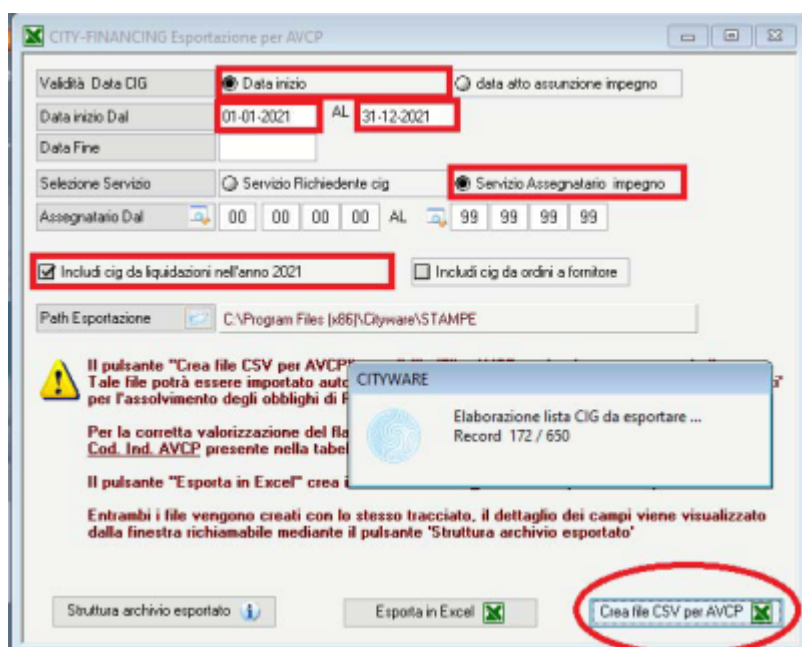 CITY-FINANCING Esportazione per AVCP
Validità Data CIG Data inizio data atto assunzione impegno
Data inizio Dal 01-01-2021 AL 31-12-2021
Data Fine
Selezione Servizio Servizio Richiedente cig Servizio Assegnatario impegno
Assegnatario Dal 00 00 00 00 AL 99 99 99 99
Includi cig da liquidazioni nell'anno 2021 Includi cig da ordini a fornitore
Path Esportazione C:\Program Files (x86)\Cityware\STAMPE
Il pulsante "Crea file CSV per AVCP"
Tale file potrà essere importato
per l'assolvimento degli obblighi di
CITYWARE
Elaborazione lista CIG da esportare ...
Record 172 / 650
Per la corretta valorizzazione del
Cod. Ind. AVCP presente nella
Il pulsante "Esporta in Excel" crea
Entrambi i file vengono creati con lo stesso tracciato, il dettaglio dei campi viene visualizzato
dalla finestra richiamabile mediante il pulsante 'Struttura archivio esportato'
Struttura archivio esportato Esporta in Excel Crea file CSV per AVCP